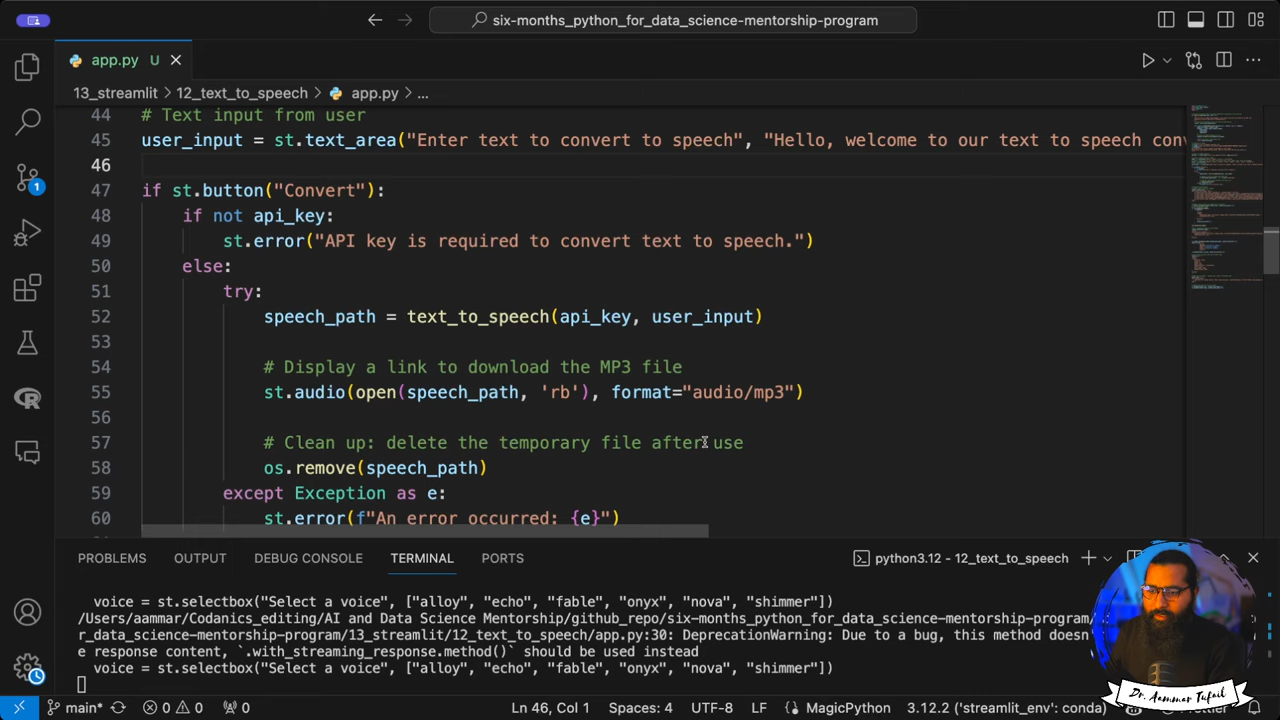 six-months_python_for_data_science-mentorship-program
app.py U
13_streamlit > 12_text_to_speech > app.py > ...
44 # Text input from user
45 user_input = st.text_area("Enter text to convert to speech", "Hello, welcome to our text to speech conv
46
47 if st.button("Convert"):
48 if not api_key:
49 st.error("API key is required to convert text to speech.")
50 else:
51 try:
52 speech_path = text_to_speech(api_key, user_input)
53
54 # Display a link to download the MP3 file
55 st.audio(open(speech_path, 'rb'), format="audio/mp3")
56
57 # Clean up: delete the temporary file after use
58 os.remove(speech_path)
59 except Exception as e:
60 st.error(f"An error occurred: {e}")
PROBLEMS OUTPUT DEBUG CONSOLE TERMINAL PORTS python3.12 - 12_text_to_speech
voice = st.selectbox("Select a voice", ["alloy", "echo", "fable", "onyx", "nova", "shimmer"])
/Users/aammar/Codanics_editing/AI and Data Science Mentorship/github_repo/six-months_python_for_data_science-mentorship-program/
r_data_science-mentorship-program/13_streamlit/12_text_to_speech/app.py:30: DeprecationWarning: Due to a bug, this method doesn
e response content, `.with_streaming_response.method()` should be used instead
voice = st.selectbox("Select a voice", ["alloy", "echo", "fable", "onyx", "nova", "shimmer"])
Dr. Aammar Tufail
main* 0 0 0 Ln 46, Col 1 Spaces: 4 UTF-8 LF MagicPython 3.12.2 ('streamlit_env': conda) Prettier
1
R